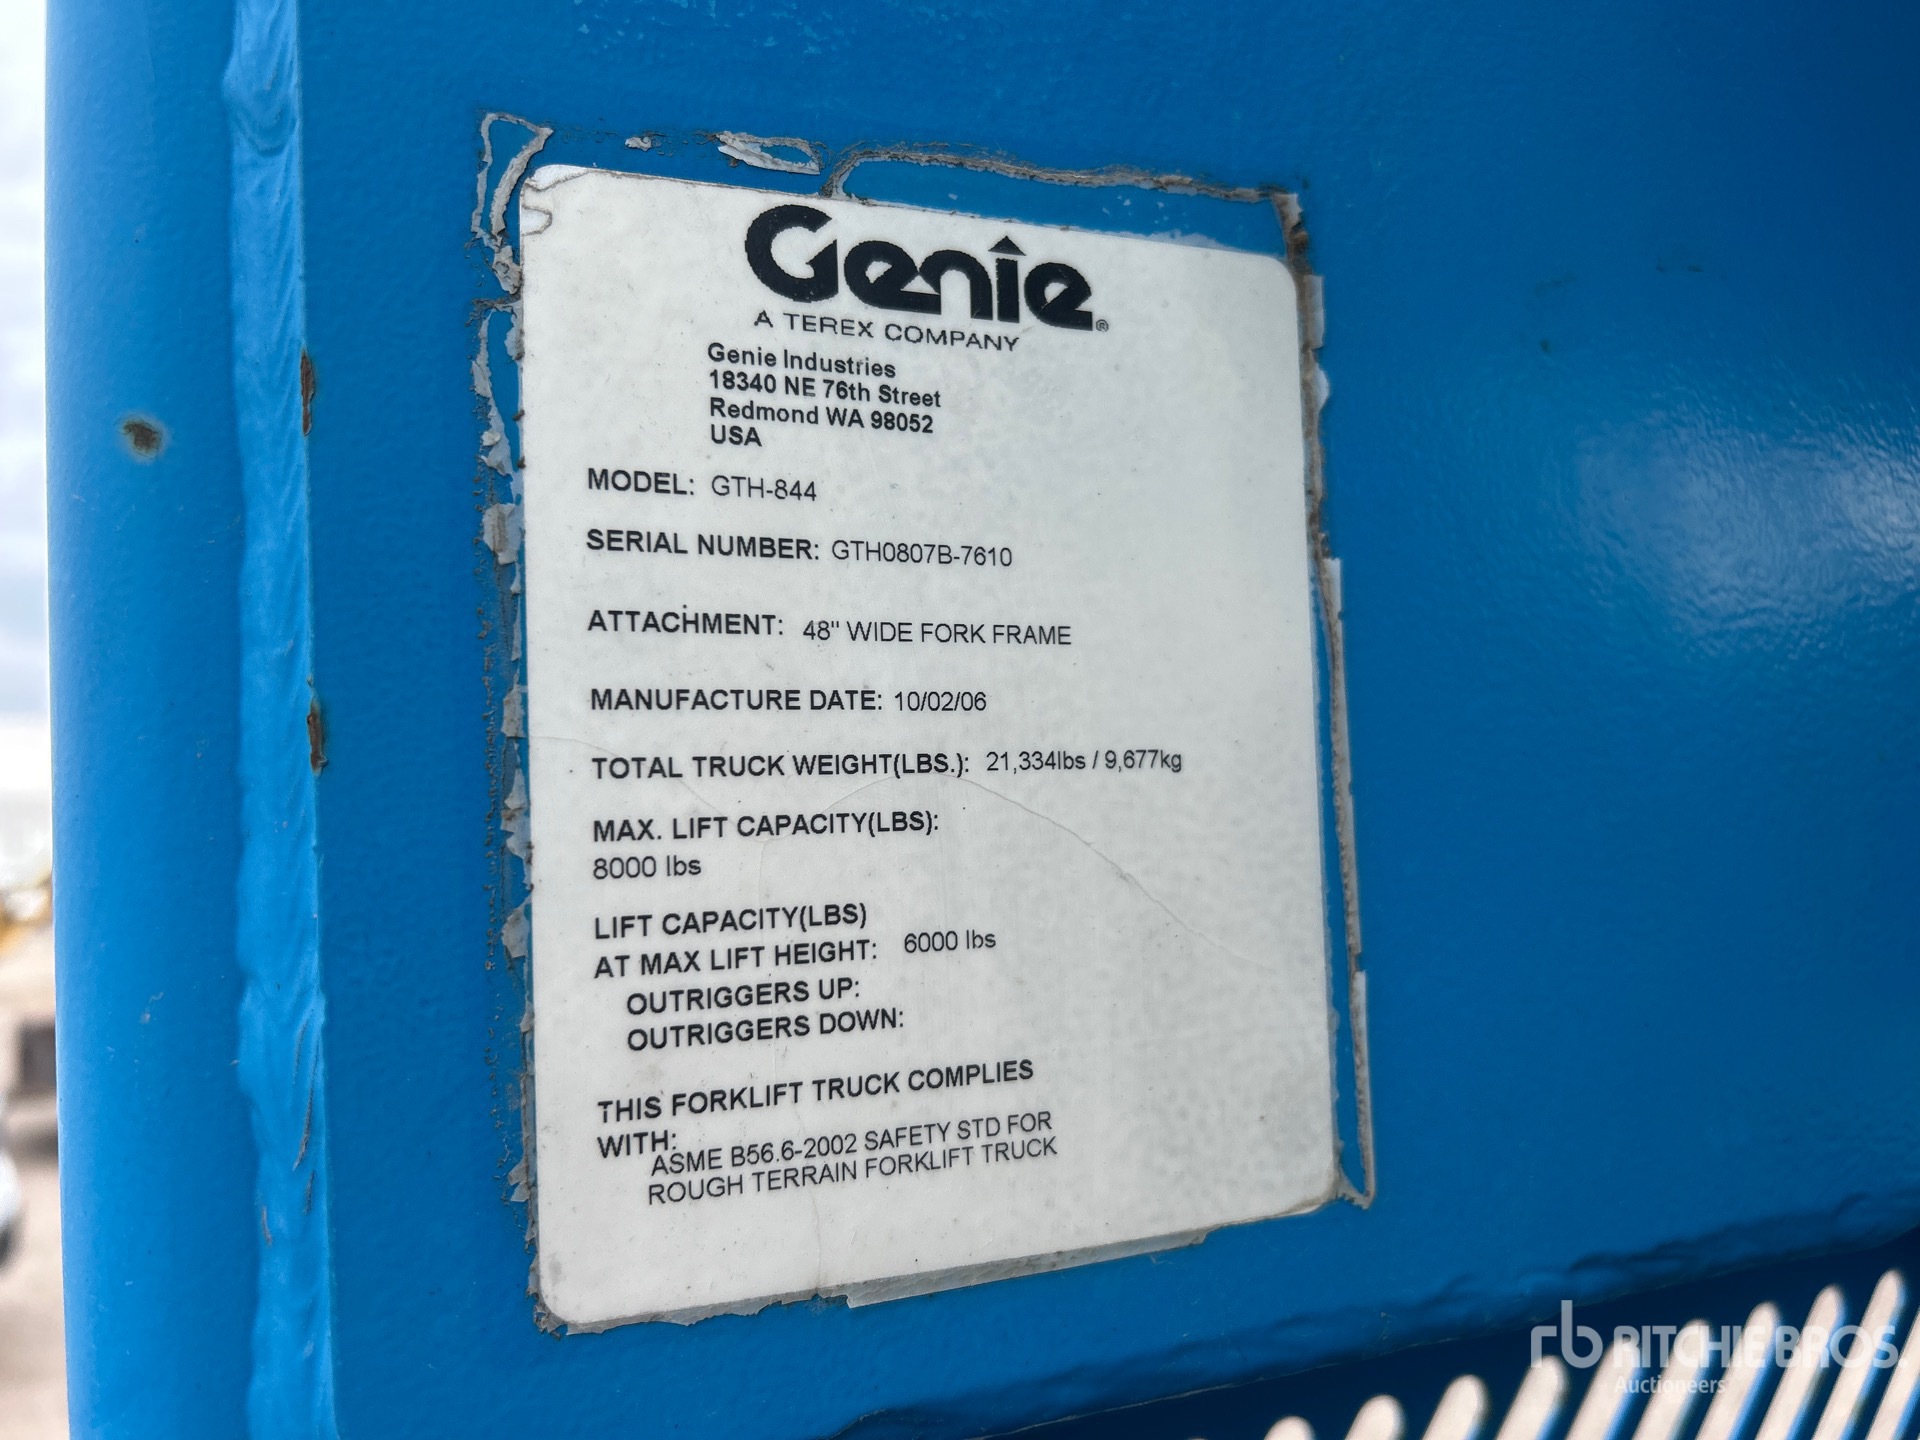 Genie®
A TEREX COMPANY
Genie Industries
18340 NE 76th Street
Redmond WA 98052
USA
MODEL: GTH-844
SERIAL NUMBER: GTH0807B-7610
ATTACHMENT: 48" WIDE FORK FRAME
MANUFACTURE DATE: 10/02/06
TOTAL TRUCK WEIGHT(LBS.): 21,334lbs / 9,677kg
MAX. LIFT CAPACITY(LBS):
8000 lbs
LIFT CAPACITY(LBS)
AT MAX LIFT HEIGHT: 6000 lbs
OUTRIGGERS UP:
OUTRIGGERS DOWN:
THIS FORKLIFT TRUCK COMPLIES
WITH:
ASME B56.6-2002 SAFETY STD FOR
ROUGH TERRAIN FORKLIFT TRUCK
rb RITCHIE BROS.
Auctioneers